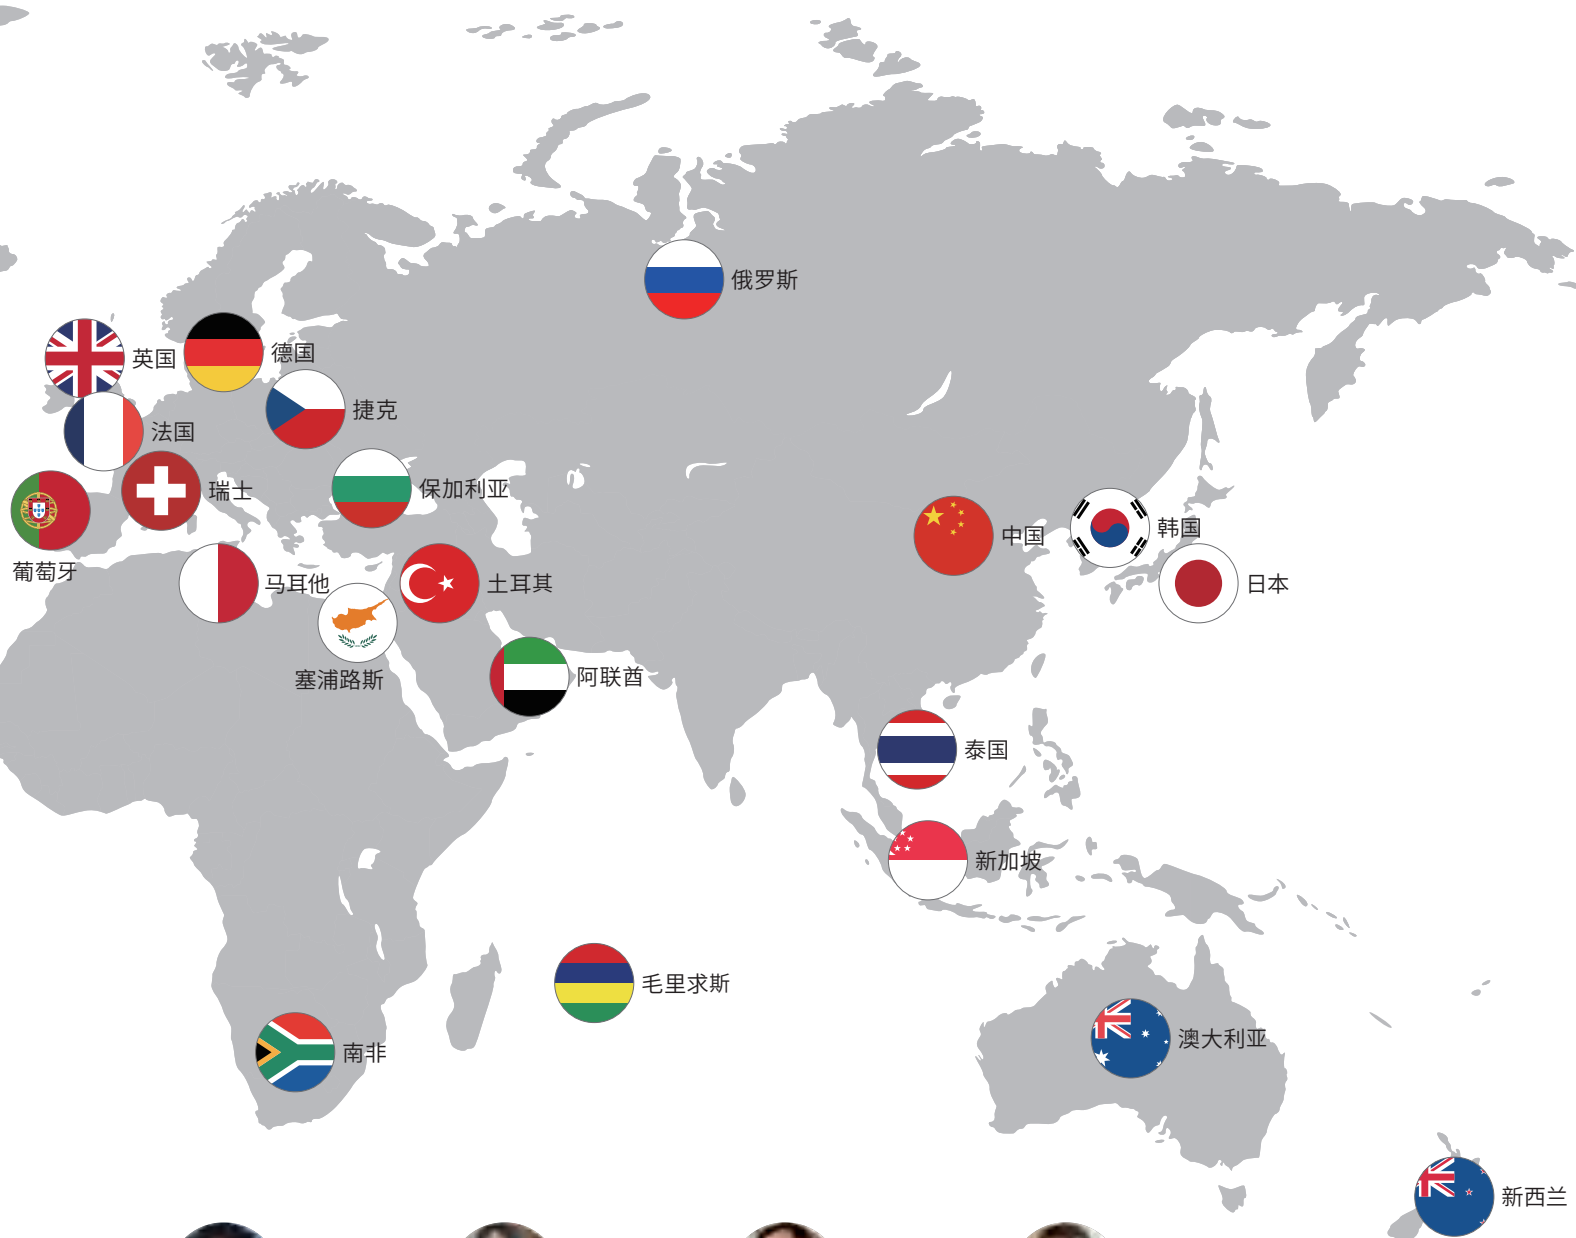 俄罗斯
英国
德国
捷克
法国
瑞士
保加利亚
中国
韩国
葡萄牙
马耳他
土耳其
日本
塞浦路斯
阿联酋
泰国
新加坡
毛里求斯
南非
澳大利亚
新西兰